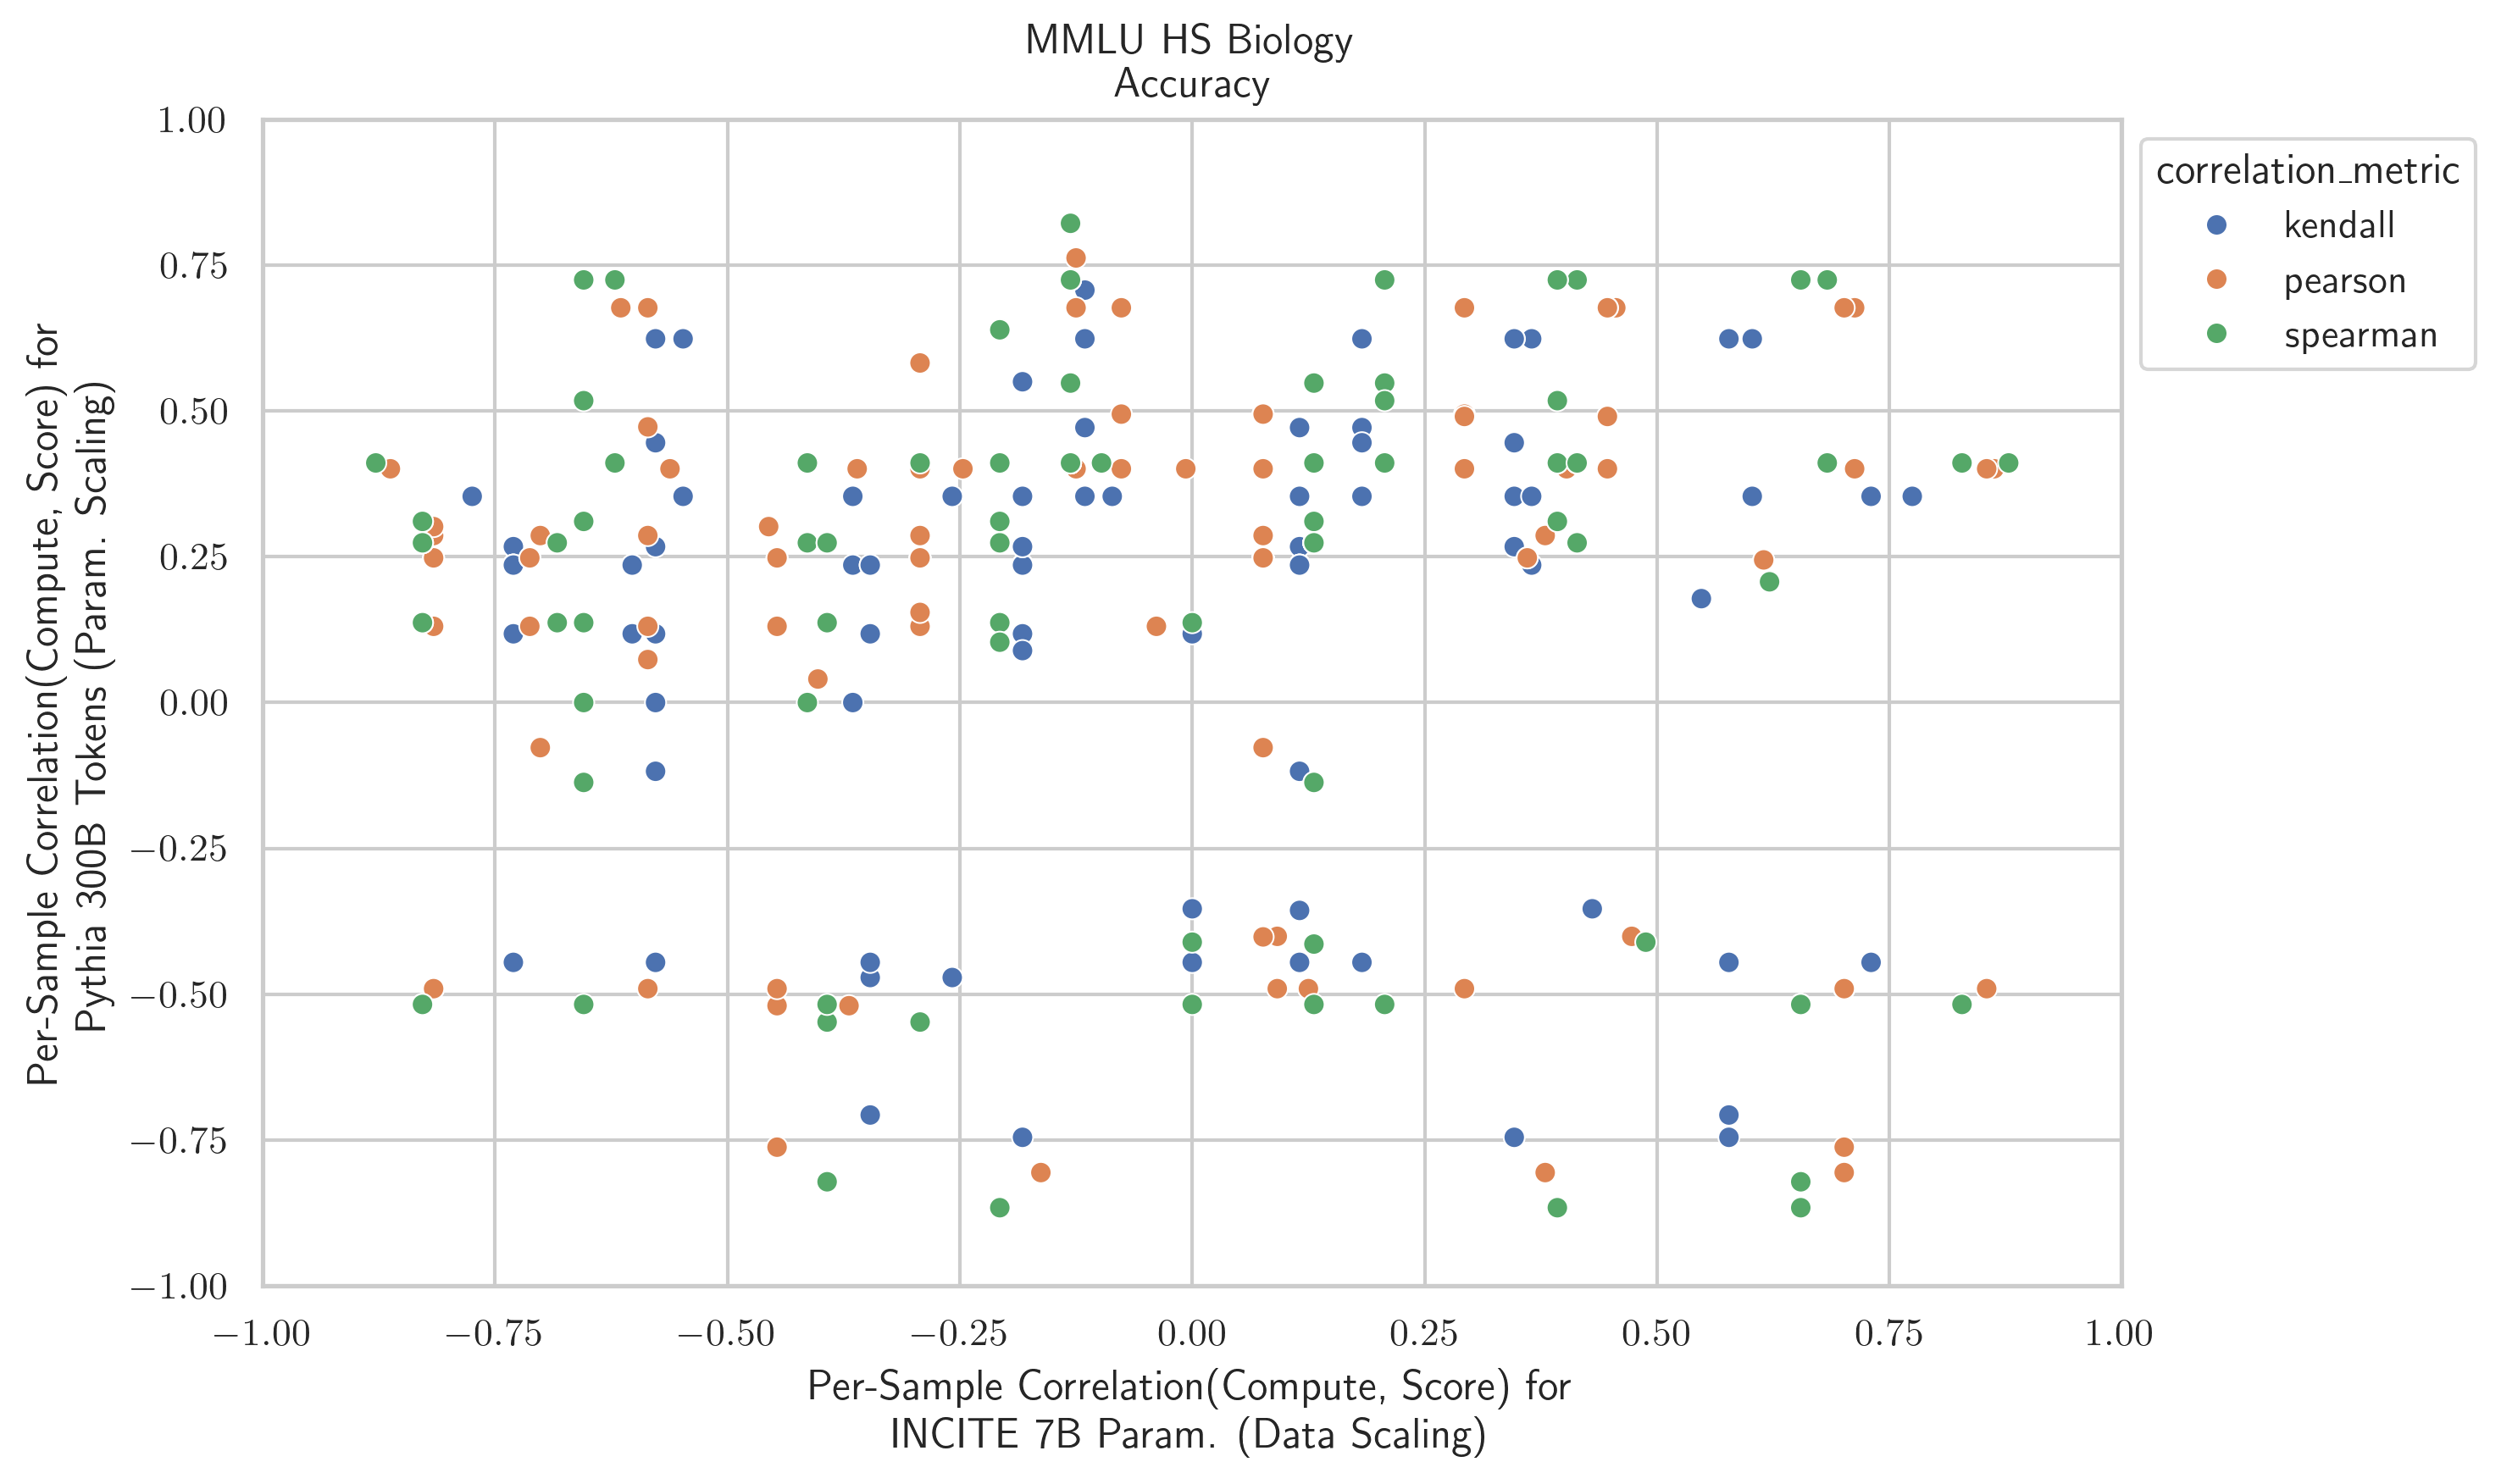 MMLU HS Biology
Accuracy
Per-Sample Correlation(Compute, Score) for
Pythia 300B Tokens (Param. Scaling)
1.00
0.75
0.50
0.25
0.00
−0.25
−0.50
−0.75
−1.00
−1.00 −0.75 −0.50 −0.25 0.00 0.25 0.50 0.75 1.00
Per-Sample Correlation(Compute, Score) for
INCITE 7B Param. (Data Scaling)
correlation_metric
kendall
pearson
spearman